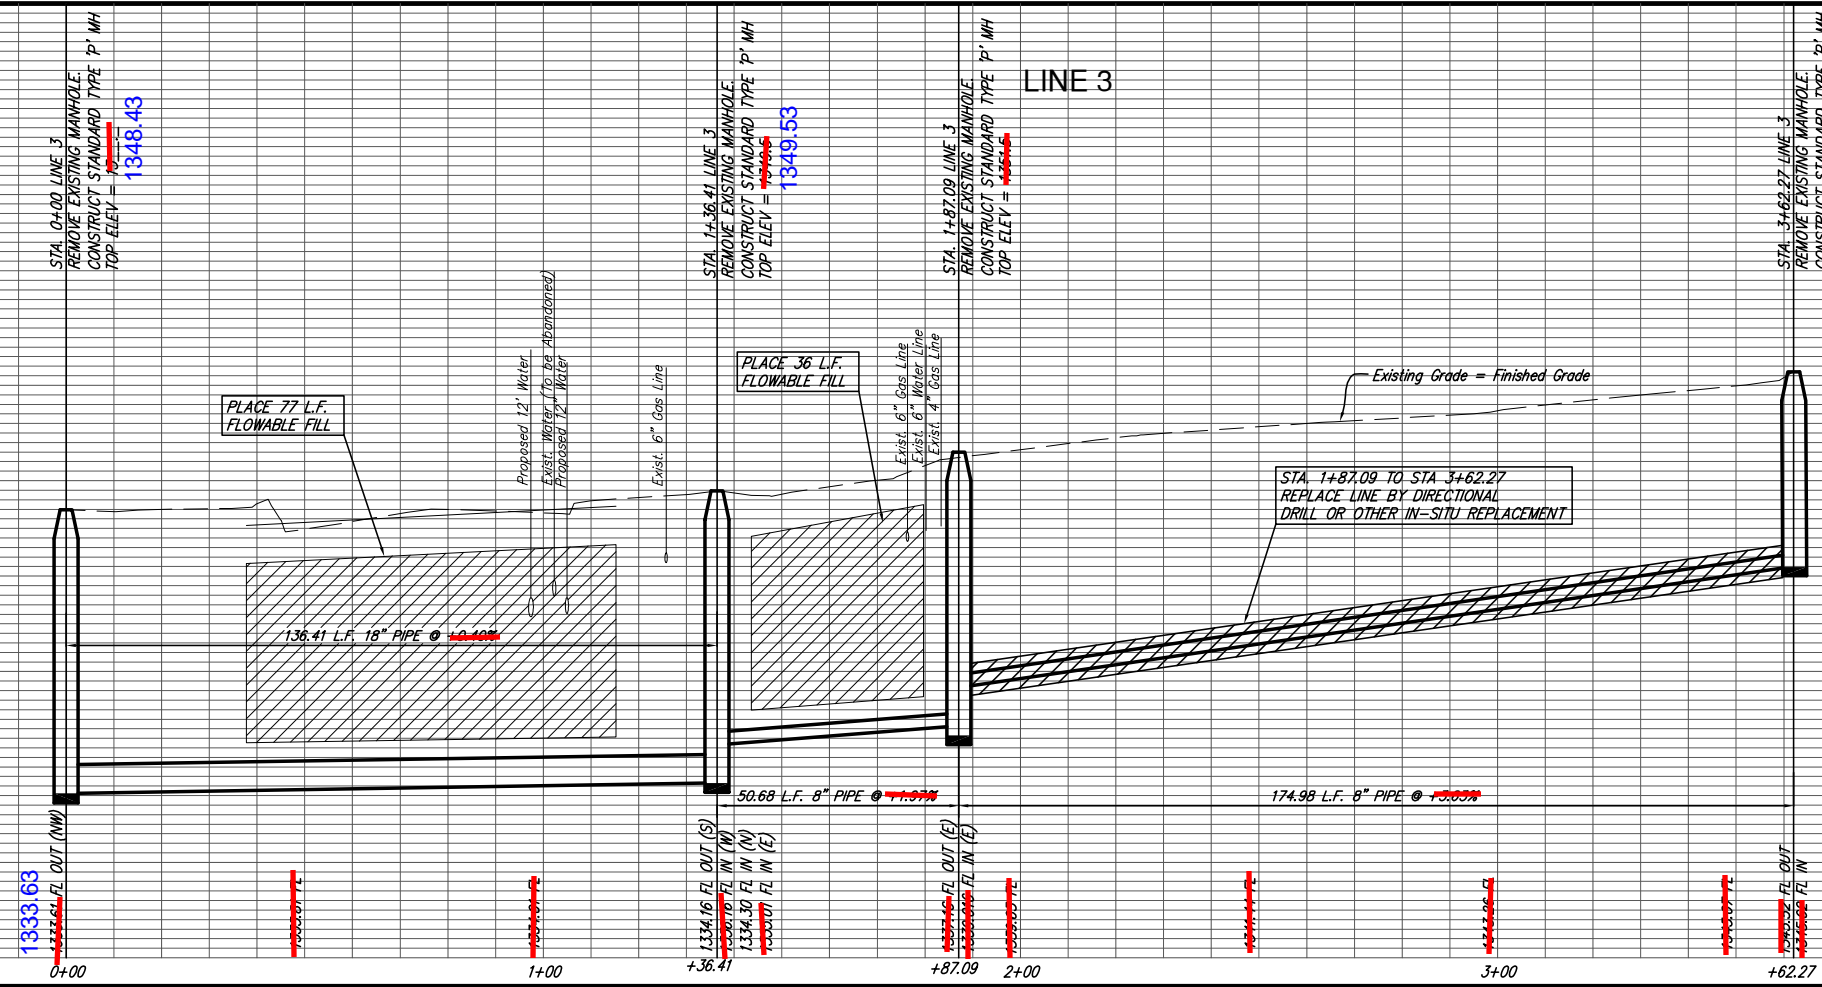 STA. 0+00 LINE 3
REMOVE EXISTING MANHOLE.
CONSTRUCT STANDARD TYPE 'P' MH
TOP ELEV =
1348.43
STA. 1+36.41 LINE 3
REMOVE EXISTING MANHOLE.
CONSTRUCT STANDARD TYPE 'P' MH
TOP ELEV =
1349.53
STA. 1+87.09 LINE 3
REMOVE EXISTING MANHOLE.
CONSTRUCT STANDARD TYPE 'P' MH
TOP ELEV =
LINE 3
STA. 3+62.27 LINE 3
REMOVE EXISTING MANHOLE.
CONSTRUCT STANDARD TYPE 'P' MH
PLACE 77 L.F.
FLOWABLE FILL
Proposed 12' Water
Exist. Water (To be Abandoned)
Proposed 12" Water
Exist. 6" Gas Line
PLACE 36 L.F.
FLOWABLE FILL
Exist. 6" Gas Line
Exist. 6" Water Line
Exist. 4" Gas Line
Existing Grade = Finished Grade
STA. 1+87.09 TO STA 3+62.27
REPLACE LINE BY DIRECTIONAL
DRILL OR OTHER IN-SITU REPLACEMENT
136.41 L.F. 18" PIPE @
50.68 L.F. 8" PIPE @
174.98 L.F. 8" PIPE @
1333.63
FL OUT (NW)
1334.16 FL OUT (S)
FL IN (W)
1334.30 FL IN (N)
FL IN (E)
FL OUT (E)
FL IN (E)
FL OUT
FL IN
0+00
1+00
+36.41
+87.09
2+00
3+00
+62.27